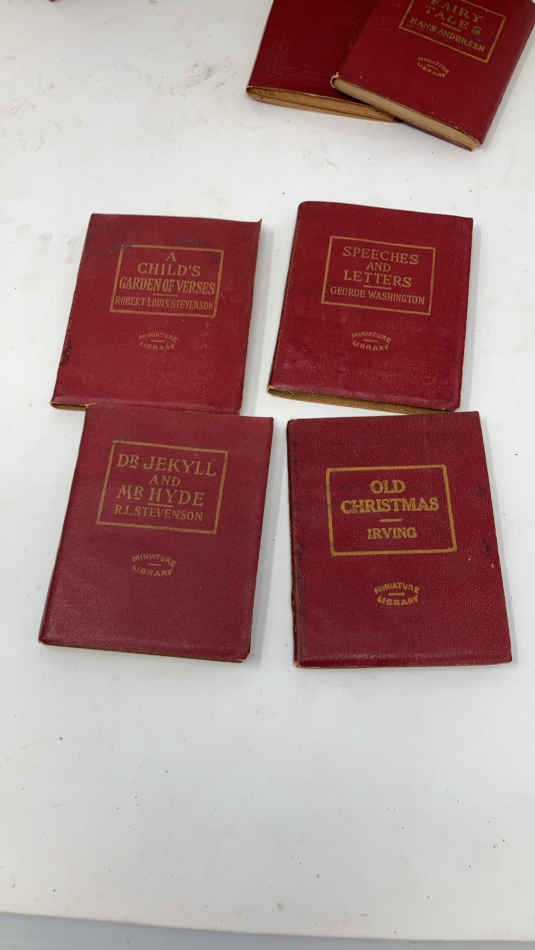 FAIRY
TALES
HANS ANDERSEN
MINIATURE
LIBRARY
A
CHILD'S
GARDEN OF VERSES
ROBERT LOUIS STEVENSON
MINIATURE
LIBRARY
SPEECHES
AND
LETTERS
GEORGE WASHINGTON
MINIATURE
LIBRARY
DR JEKYLL
AND
MR HYDE
R.L.STEVENSON
MINIATURE
LIBRARY
OLD
CHRISTMAS
IRVING
MINIATURE
LIBRARY